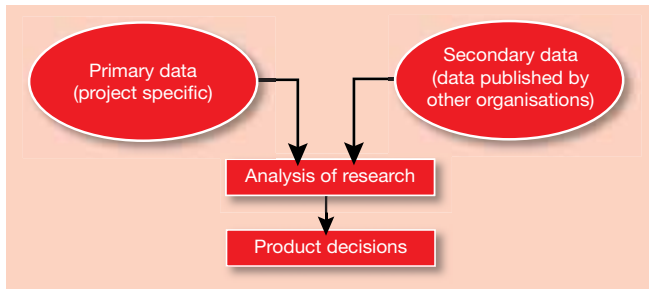 Primary data
(project specific)
Secondary data
(data published by
other organisations)
Analysis of research
Product decisions